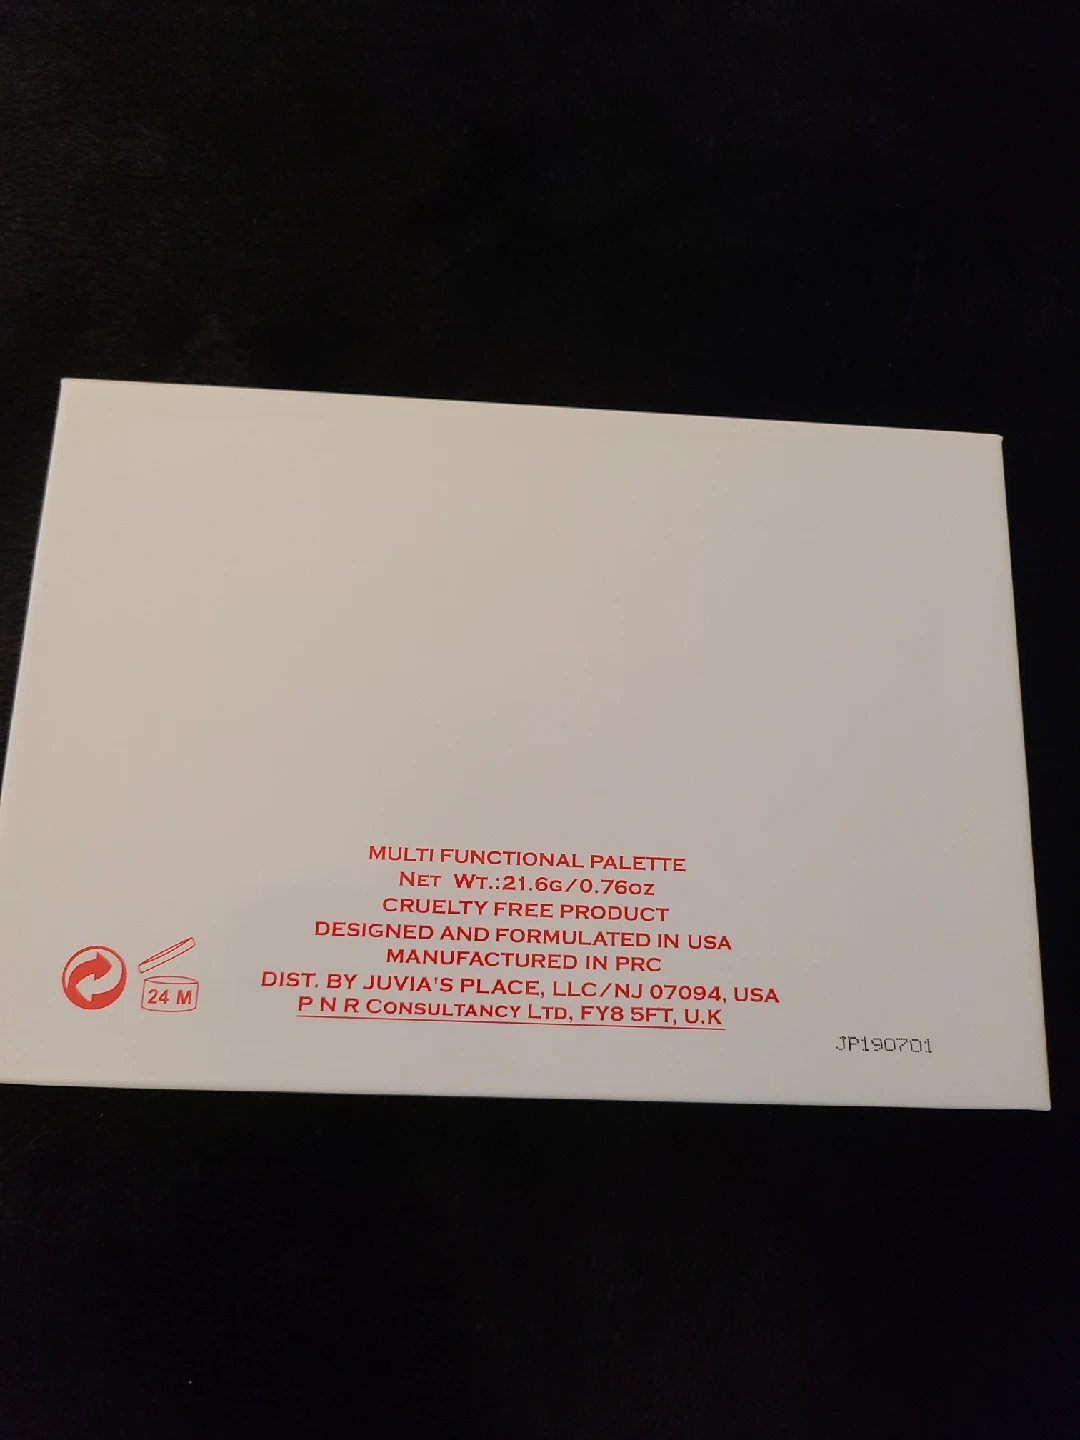 MULTI FUNCTIONAL PALETTE
NET WT.:21.6G/0.76OZ
CRUELTY FREE PRODUCT
DESIGNED AND FORMULATED IN USA
MANUFACTURED IN PRC
DIST. BY JUVIA'S PLACE, LLC/NJ 07094, USA
P N R CONSULTANCY LTD, FY8 5FT, U.K
24 M
JP190701